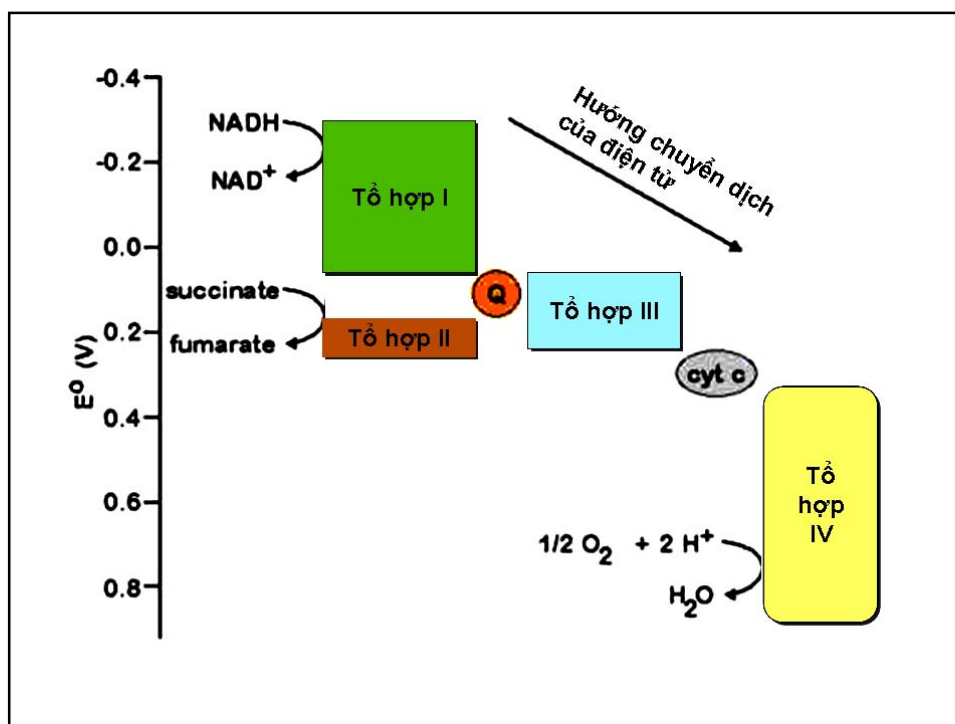 -0.4
-0.2
0.0
0.2
0.4
0.6
0.8
E⁰ (V)
NADH
NAD⁺
succinate
fumarate
Tổ hợp I
Tổ hợp II
Q
Hướng chuyển dịch
của điện tử
Tổ hợp III
cyt c
Tổ
hợp
IV
1/2 O₂ + 2 H⁺
H₂O